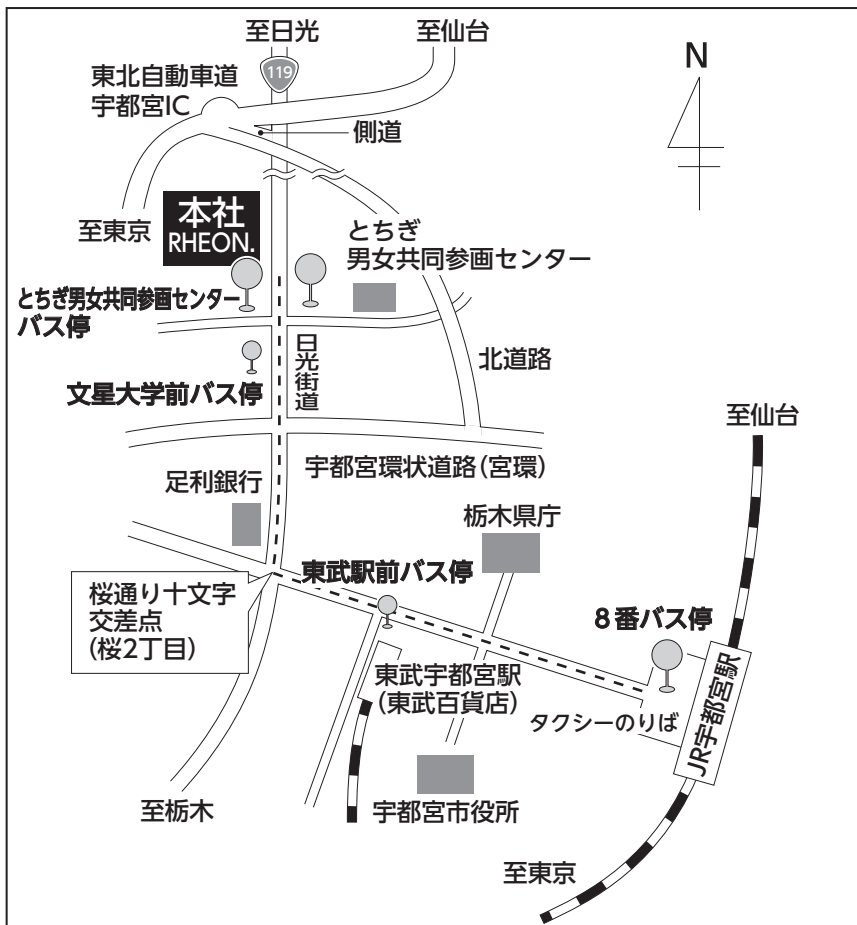 至日光
至仙台
119
東北自動車道
宇都宮IC
側道
N
至東京
本社
RHEON.
とちぎ
男女共同参画センター
とちぎ男女共同参画センター
バス停
日光街道
北道路
文星大学前バス停
至仙台
宇都宮環状道路(宮環)
足利銀行
栃木県庁
東武駅前バス停
桜通り十文字
交差点
(桜2丁目)
8番バス停
東武宇都宮駅
(東武百貨店)
タクシーのりば
JR宇都宮駅
至栃木
宇都宮市役所
至東京